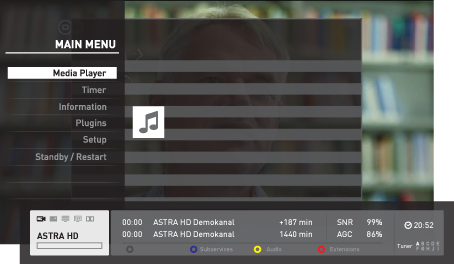 MAIN MENU
Media Player
Timer
Information
Plugins
Setup
Standby / Restart
00:00 ASTRA HD Demokanal +187 min SNR 99% 20:52
ASTRA HD 00:00 ASTRA HD Demokanal 1440 min AGC 86%
Subservices Audio Extensions Tuner A B C D E
F G H I J